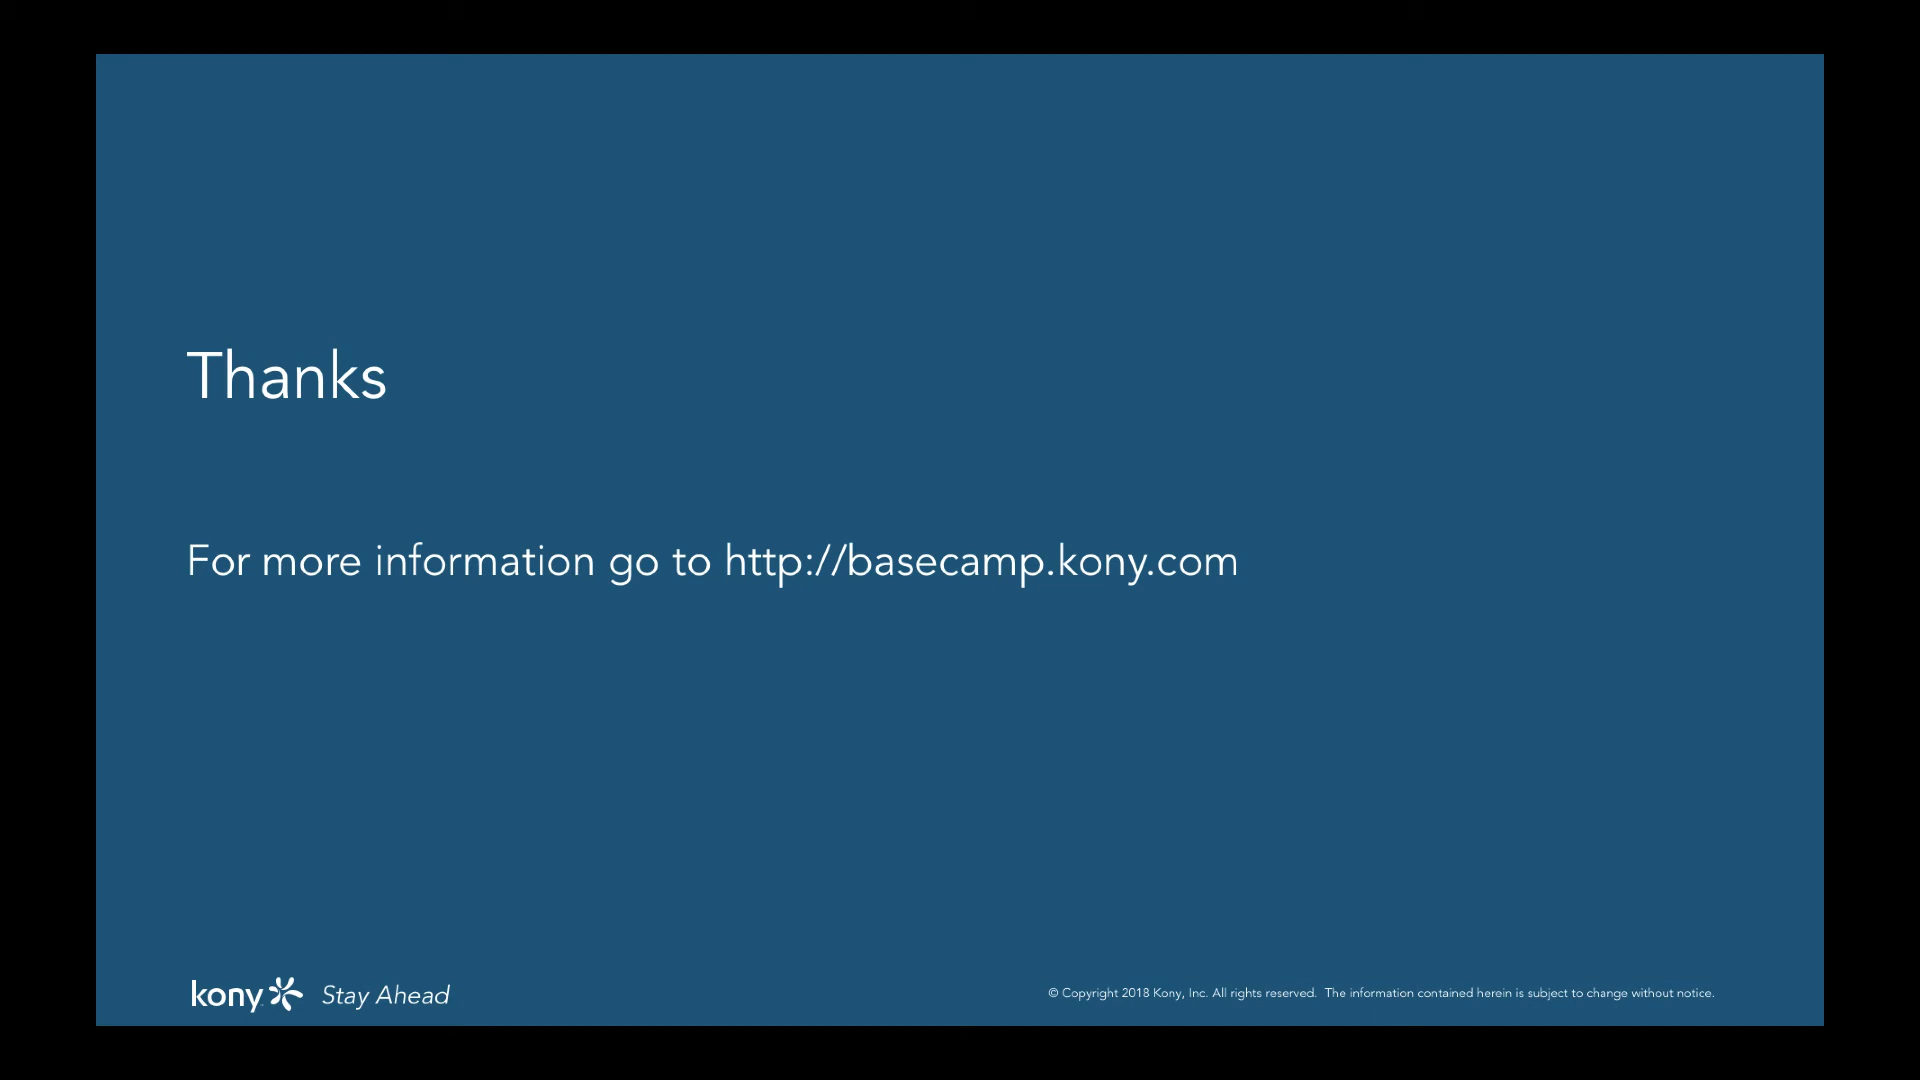 Thanks
For more information go to http://basecamp.kony.com
kony Stay Ahead
© Copyright 2018 Kony, Inc. All rights reserved. The information contained herein is subject to change without notice.